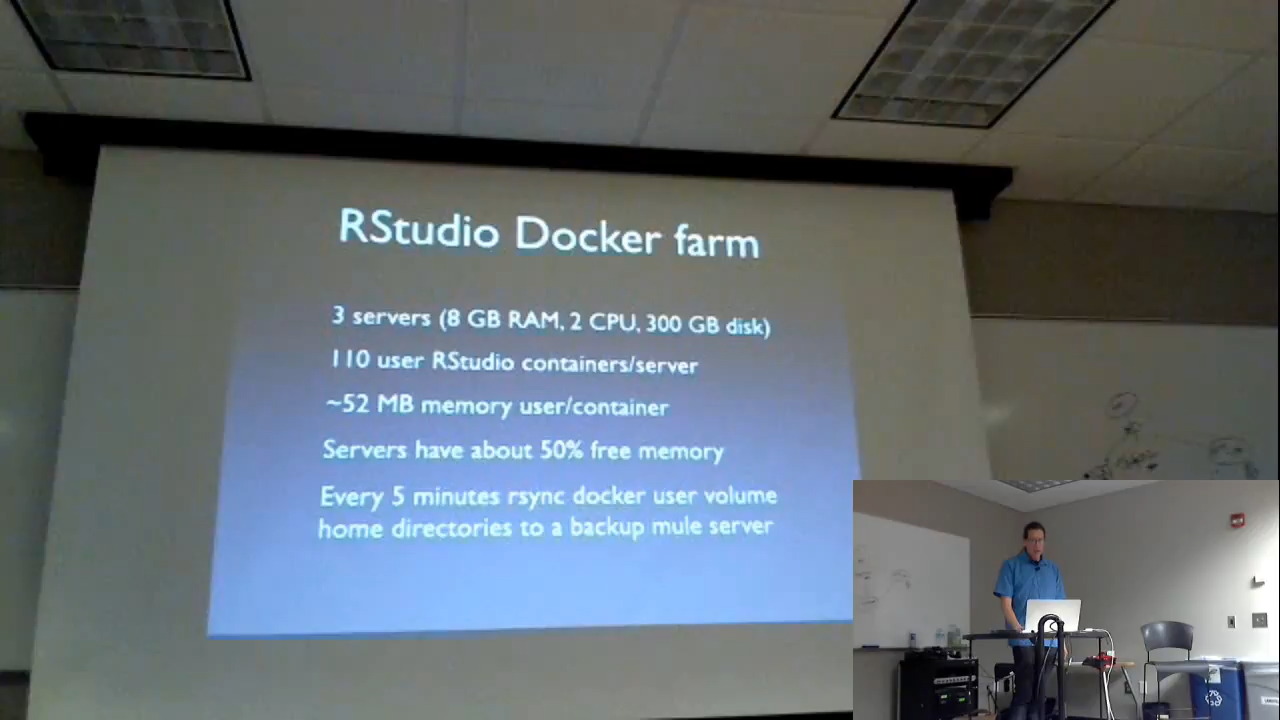 RStudio Docker farm
3 servers (8 GB RAM, 2 CPU, 300 GB disk)
110 user RStudio containers/server
~52 MB memory user/container
Servers have about 50% free memory
Every 5 minutes rsync docker user volume
home directories to a backup mule server